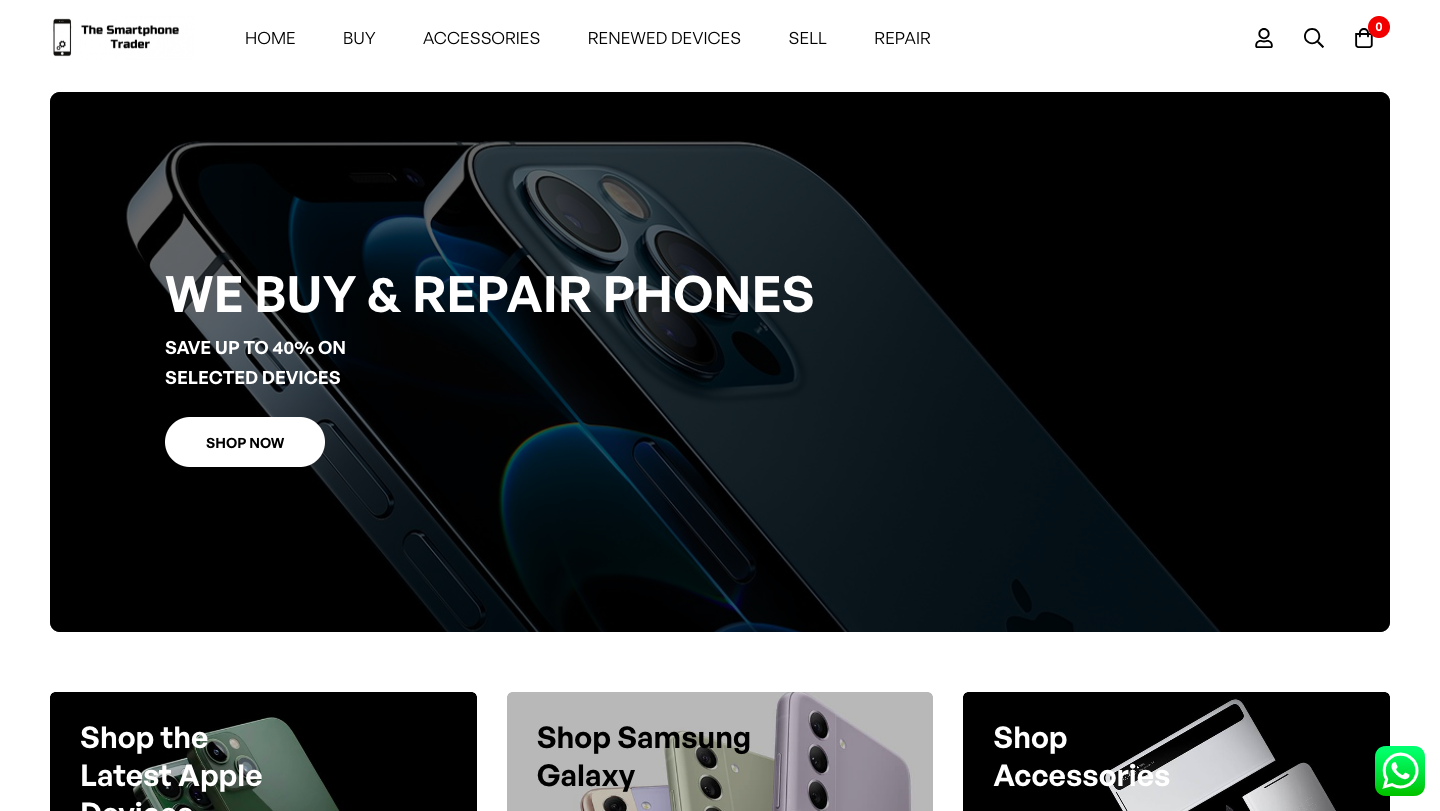 The Smartphone
Trader
HOME
BUY
ACCESSORIES
RENEWED DEVICES
SELL
REPAIR
0
WE BUY & REPAIR PHONES
SAVE UP TO 40% ON
SELECTED DEVICES
SHOP NOW
Shop the
Latest Apple
Devices
Shop Samsung
Galaxy
Shop
Accessories